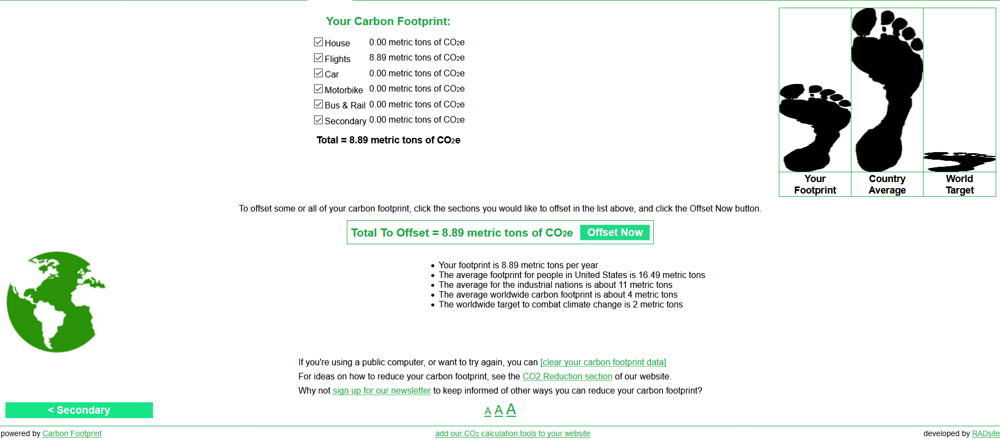 Your Carbon Footprint:
House 0.00 metric tons of CO2e
Flights 8.89 metric tons of CO2e
Car 0.00 metric tons of CO2e
Motorbike 0.00 metric tons of CO2e
Bus & Rail 0.00 metric tons of CO2e
Secondary 0.00 metric tons of CO2e
Total = 8.89 metric tons of CO2e
Your Footprint
Country Average
World Target
To offset some or all of your carbon footprint, click the sections you would like to offset in the list above, and click the Offset Now button.
Total To Offset = 8.89 metric tons of CO2e Offset Now
Your footprint is 8.89 metric tons per year
The average footprint for people in United States is 16.49 metric tons
The average for the industrial nations is about 11 metric tons
The average worldwide carbon footprint is about 4 metric tons
The worldwide target to combat climate change is 2 metric tons
If you're using a public computer, or want to try again, you can [clear your carbon footprint data]
For ideas on how to reduce your carbon footprint, see the CO2 Reduction section of our website.
Why not sign up for our newsletter to keep informed of other ways you can reduce your carbon footprint?
< Secondary
A A A
powered by Carbon Footprint
add our CO2 calculation tools to your website
developed by RADsite